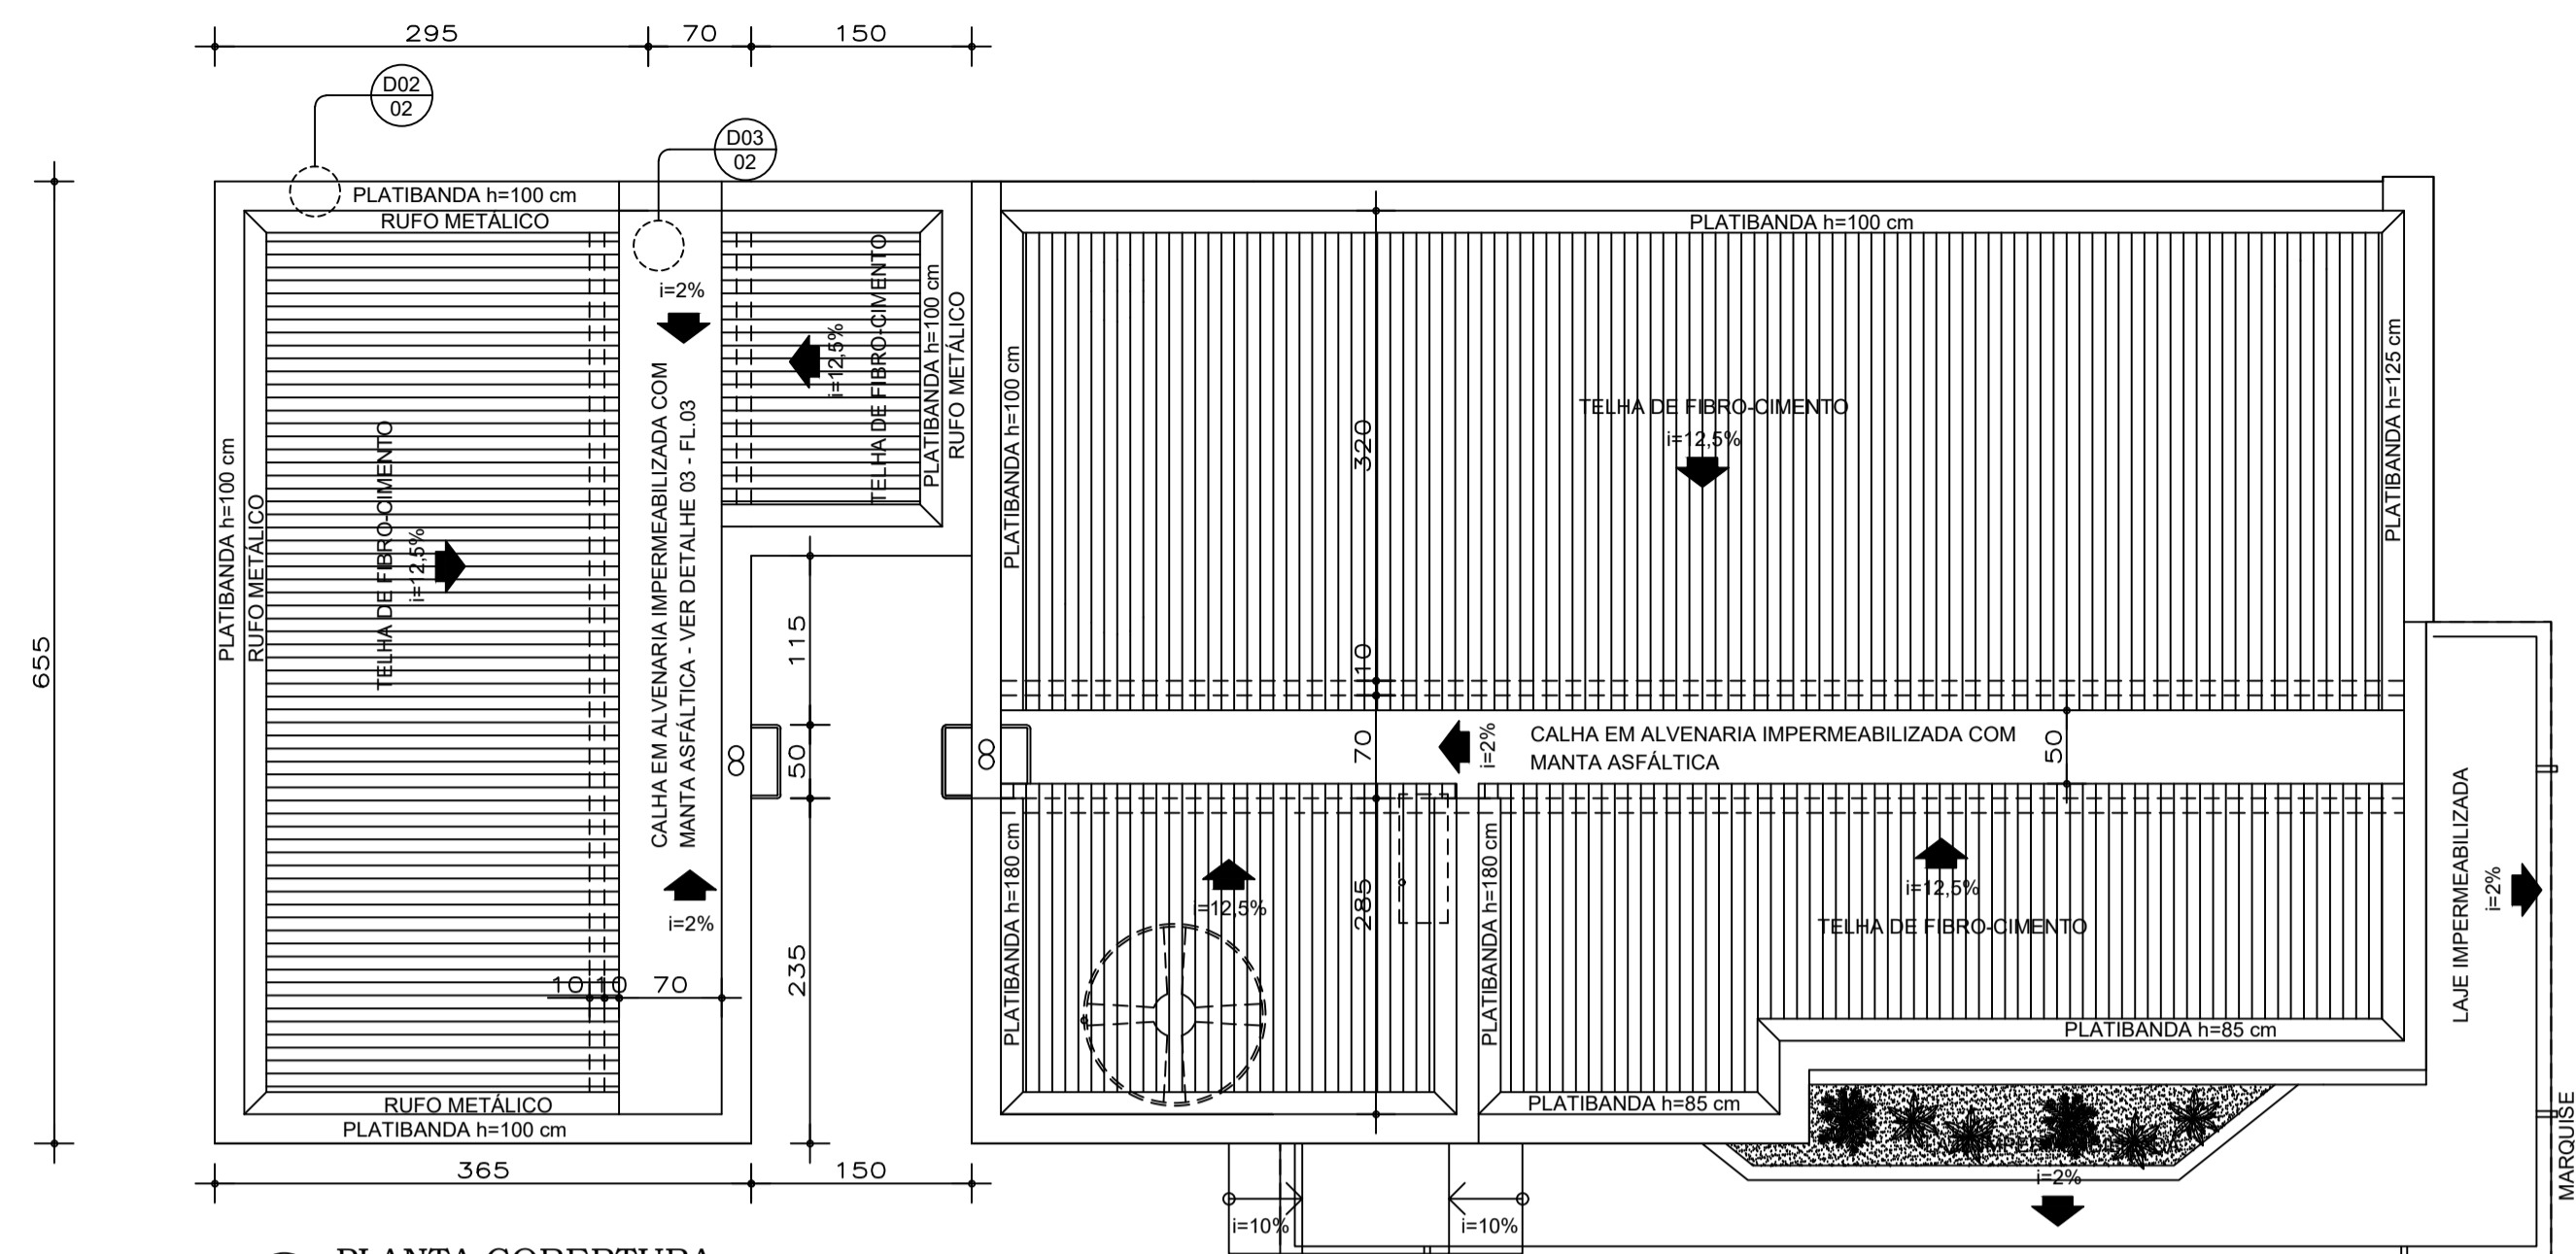 295
70
150
D02
02
D03
02
PLATIBANDA h=100 cm
RUFO METÁLICO
PLATIBANDA h=100 cm
RUFO METÁLICO
TELHA DE FIBRO-CIMENTO
i=12,5%
i=2%
CALHA EM ALVENARIA IMPERMEABILIZADA COM
MANTA ASFÁLTICA - VER DETALHE 03 - FL.03
i=2%
i=12,5%
TELHA DE FIBRO-CIMENTO
PLATIBANDA h=100 cm
RUFO METÁLICO
655
115
50
235
10
10
70
8
8
RUFO METÁLICO
PLATIBANDA h=100 cm
365
150
PLATIBANDA h=100 cm
PLATIBANDA h=100 cm
TELHA DE FIBRO-CIMENTO
i=12,5%
PLATIBANDA h=125 cm
320
10
70
285
i=2%
CALHA EM ALVENARIA IMPERMEABILIZADA COM
MANTA ASFÁLTICA
50
PLATIBANDA h=180 cm
i=12,5%
PLATIBANDA h=180 cm
i=12,5%
TELHA DE FIBRO-CIMENTO
PLATIBANDA h=85 cm
PLATIBANDA h=85 cm
LAJE IMPERMEABILIZADA
i=2%
MARQUISE
i=2%
i=10%
i=10%
PLANTA COBERTURA